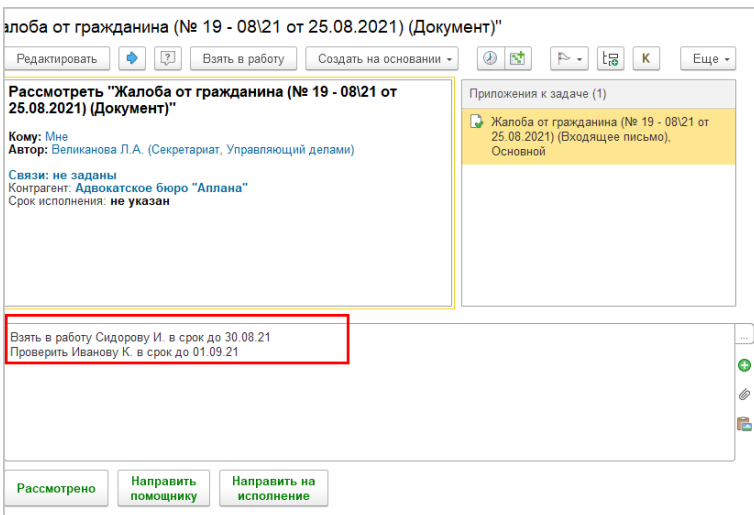 алоба от гражданина (№ 19 - 08\21 от 25.08.2021) (Документ)"
Редактировать ? Взять в работу Создать на основании К Еще
Рассмотреть "Жалоба от гражданина (№ 19 - 08\21 от
25.08.2021) (Документ)"
Кому: Мне
Автор: Великанова Л.А. (Секретариат, Управляющий делами)
Связи: не заданы
Контрагент: Адвокатское бюро "Аплана"
Срок исполнения: не указан
Приложения к задаче (1)
Жалоба от гражданина (№ 19 - 08\21 от
25.08.2021) (Входящее письмо),
Основной
Взять в работу Сидорову И. в срок до 30.08.21
Проверить Иванову К. в срок до 01.09.21
...
Рассмотрено
Направить
помощнику
Направить на
исполнение